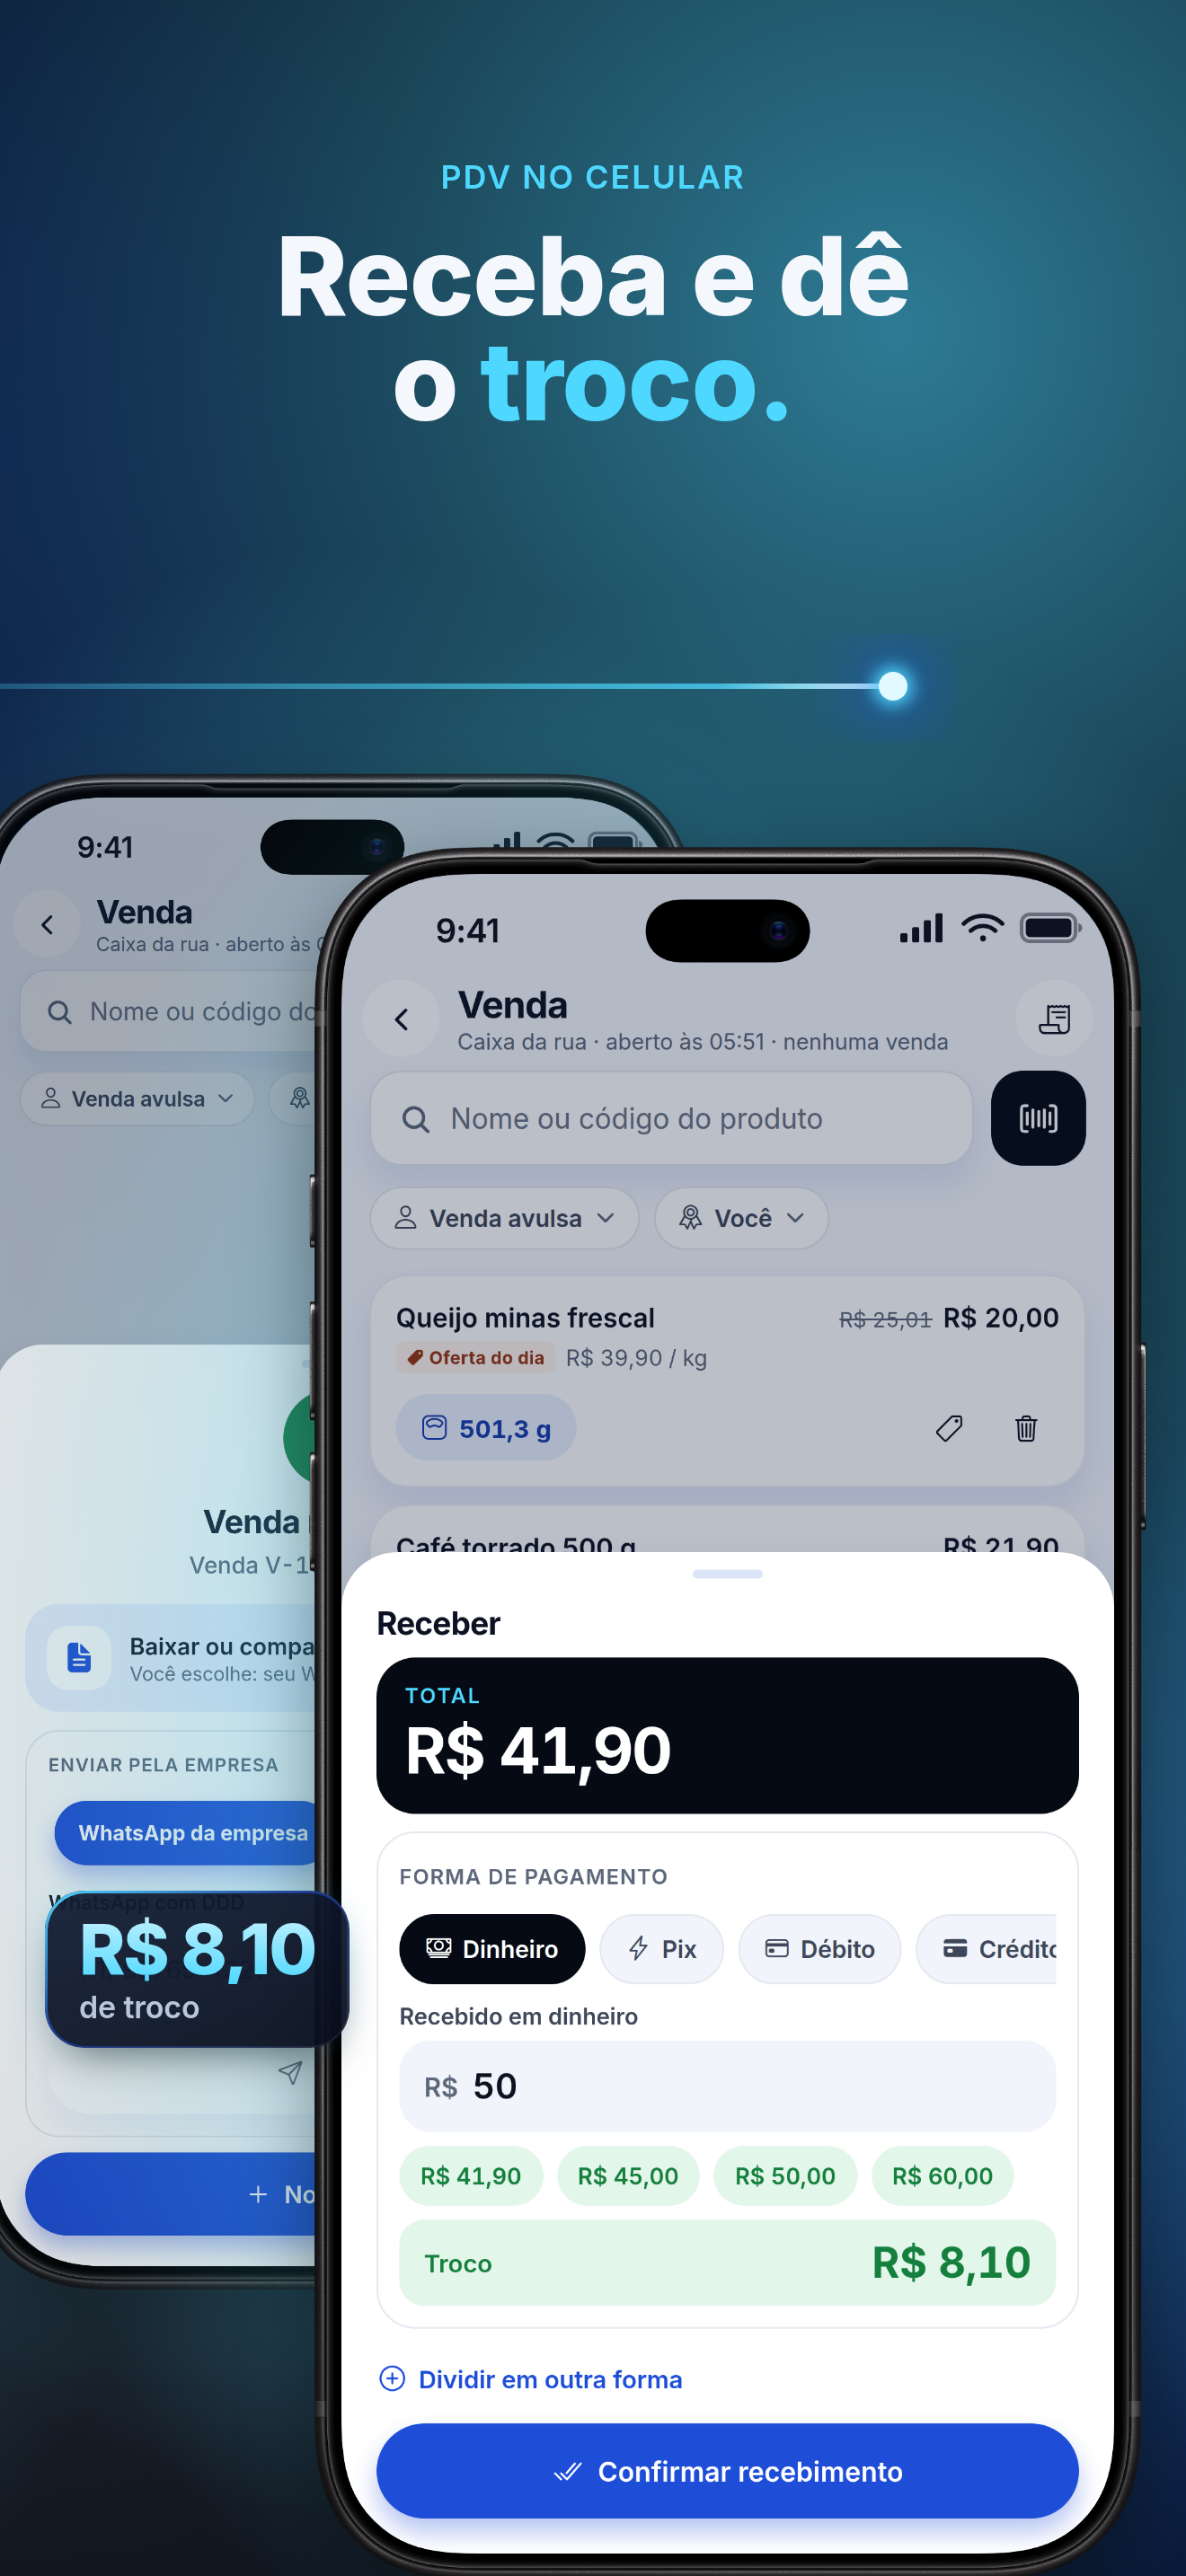 PDV NO CELULAR
Receba e dê
o troco.
9:41
Venda
Caixa da rua · aberto às
Nome ou código do
Venda avulsa
Venda
Venda V-1
Baixar ou compa
Você escolhe: seu W
ENVIAR PELA EMPRESA
WhatsApp da empresa
WhatsApp com DDD
R$ 8,10
de troco
No
9:41
Venda
Caixa da rua · aberto às 05:51 · nenhuma venda
Nome ou código do produto
Venda avulsa
Você
Queijo minas frescal
R$ 25,01 R$ 20,00
Oferta do dia R$ 39,90 / kg
501,3 g
Café torrado 500 g
R$ 21,90
Receber
TOTAL
R$ 41,90
FORMA DE PAGAMENTO
Dinheiro
Pix
Débito
Crédito
Recebido em dinheiro
R$ 50
R$ 41,90
R$ 45,00
R$ 50,00
R$ 60,00
Troco
R$ 8,10
Dividir em outra forma
Confirmar recebimento